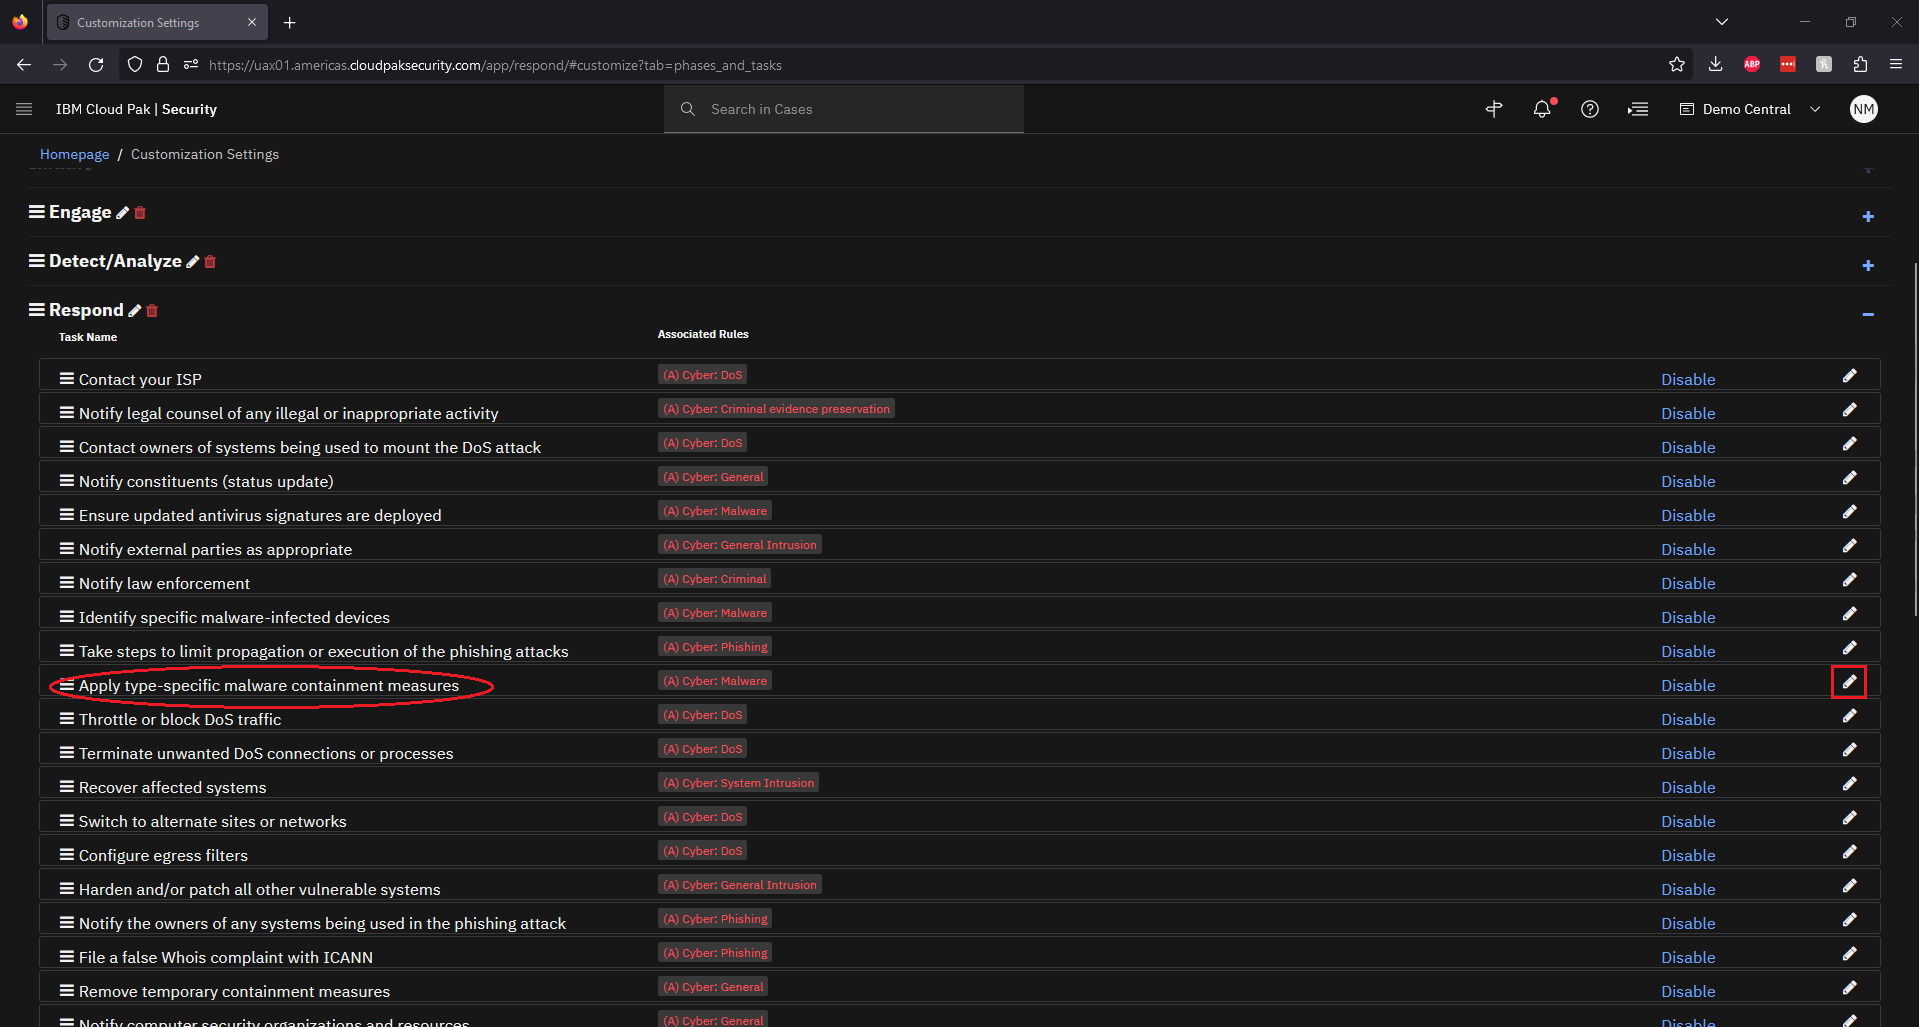 Customization Settings
https://uax01.americas.cloudpaksecurity.com/app/respond/#customize?tab=phases_and_tasks
ABP
IBM Cloud Pak | Security
Search in Cases
Demo Central
NM
Homepage / Customization Settings
Engage
Detect/Analyze
Respond
Task Name Associated Rules
Contact your ISP (A) Cyber: DoS Disable
Notify legal counsel of any illegal or inappropriate activity (A) Cyber: Criminal evidence preservation Disable
Contact owners of systems being used to mount the DoS attack (A) Cyber: DoS Disable
Notify constituents (status update) (A) Cyber: General Disable
Ensure updated antivirus signatures are deployed (A) Cyber: Malware Disable
Notify external parties as appropriate (A) Cyber: General Intrusion Disable
Notify law enforcement (A) Cyber: Criminal Disable
Identify specific malware-infected devices (A) Cyber: Malware Disable
Take steps to limit propagation or execution of the phishing attacks (A) Cyber: Phishing Disable
Apply type-specific malware containment measures (A) Cyber: Malware Disable
Throttle or block DoS traffic (A) Cyber: DoS Disable
Terminate unwanted DoS connections or processes (A) Cyber: DoS Disable
Recover affected systems (A) Cyber: System Intrusion Disable
Switch to alternate sites or networks (A) Cyber: DoS Disable
Configure egress filters (A) Cyber: DoS Disable
Harden and/or patch all other vulnerable systems (A) Cyber: General Intrusion Disable
Notify the owners of any systems being used in the phishing attack (A) Cyber: Phishing Disable
File a false Whois complaint with ICANN (A) Cyber: Phishing Disable
Remove temporary containment measures (A) Cyber: General Disable
Notify computer security organizations and resources (A) Cyber: General Disable